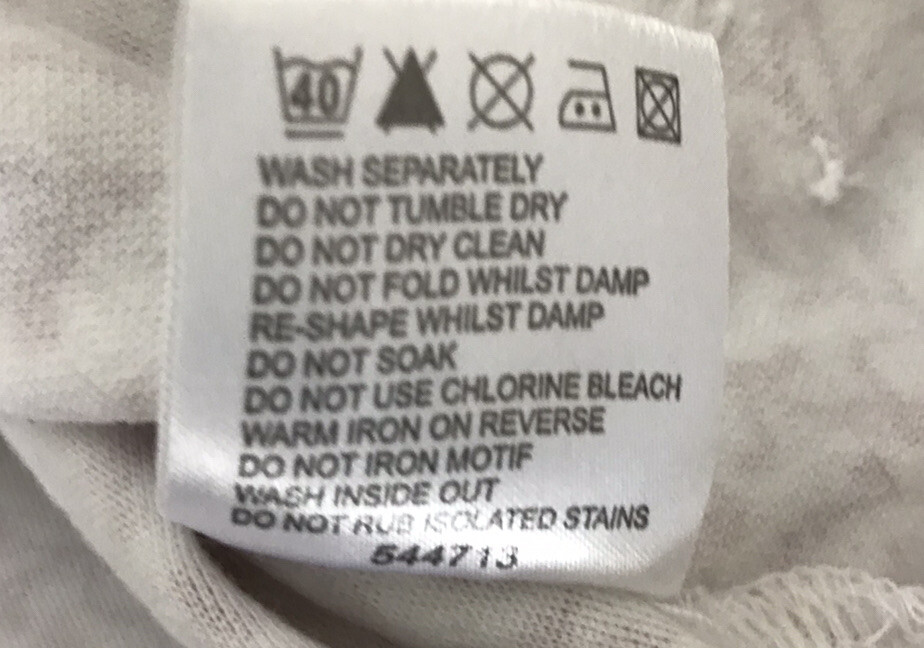 40
WASH SEPARATELY
DO NOT TUMBLE DRY
DO NOT DRY CLEAN
DO NOT FOLD WHILST DAMP
RE-SHAPE WHILST DAMP
DO NOT SOAK
DO NOT USE CHLORINE BLEACH
WARM IRON ON REVERSE
DO NOT IRON MOTIF
WASH INSIDE OUT
DO NOT RUB ISOLATED STAINS
544713